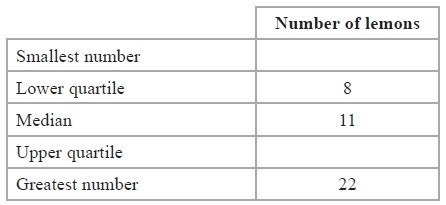 Number of lemons
Smallest number
Lower quartile 8
Median 11
Upper quartile
Greatest number 22